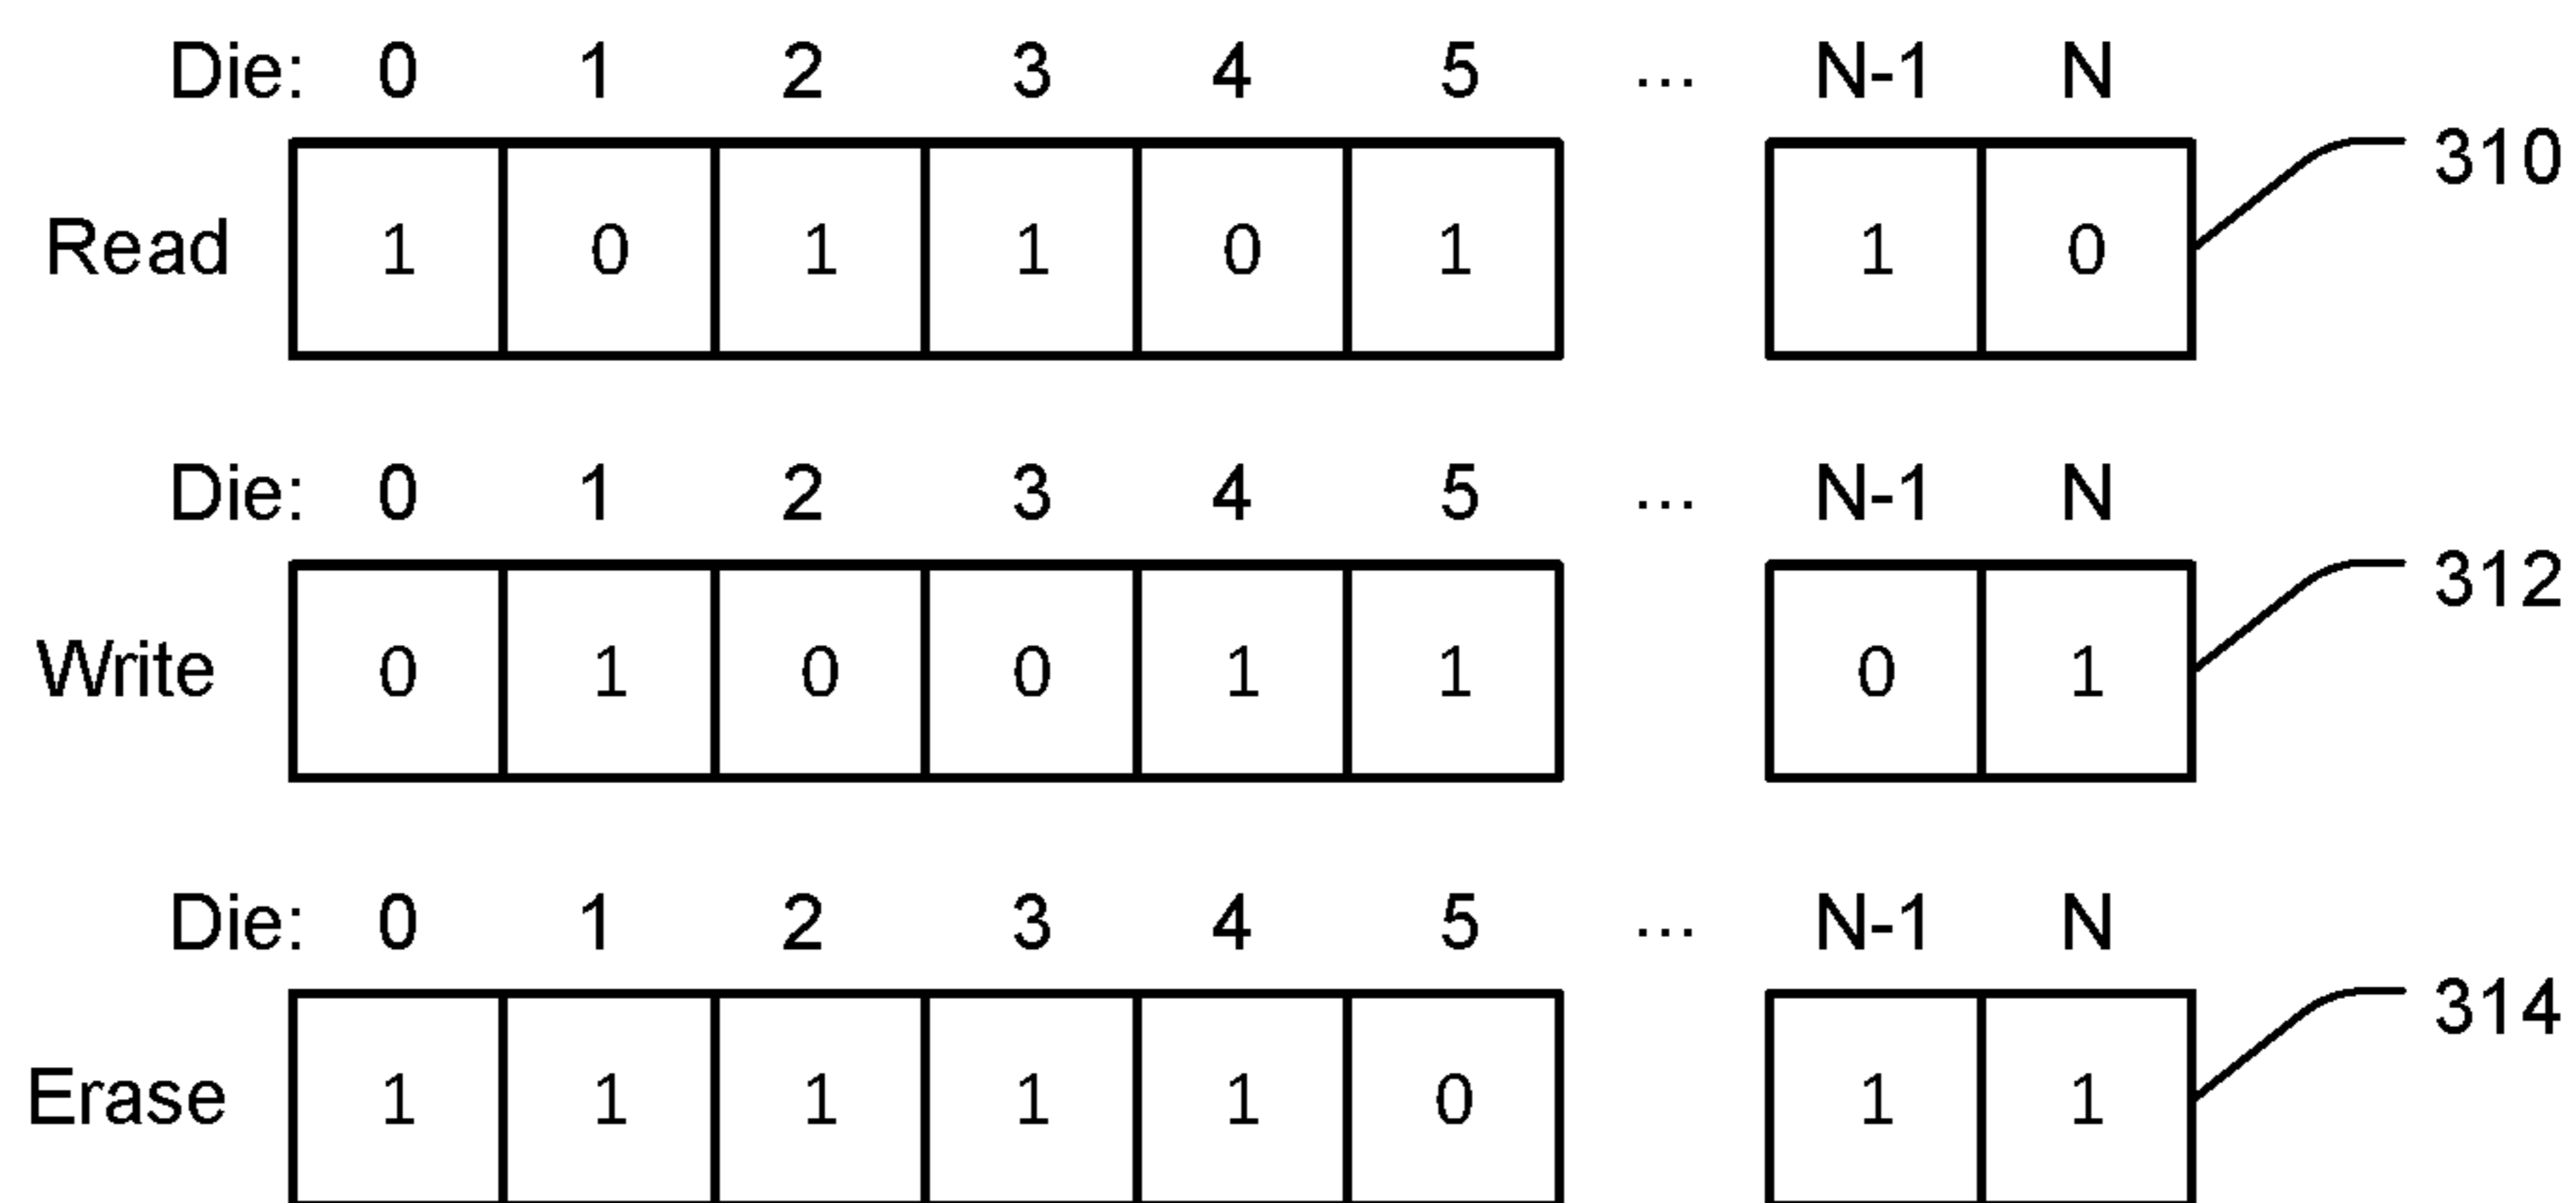 Die: 0 1 2 3 4 5 ... N-1 N
310
Read 1 0 1 1 0 1 1 0
Die: 0 1 2 3 4 5 ... N-1 N
312
Write 0 1 0 0 1 1 0 1
Die: 0 1 2 3 4 5 ... N-1 N
314
Erase 1 1 1 1 1 0 1 1